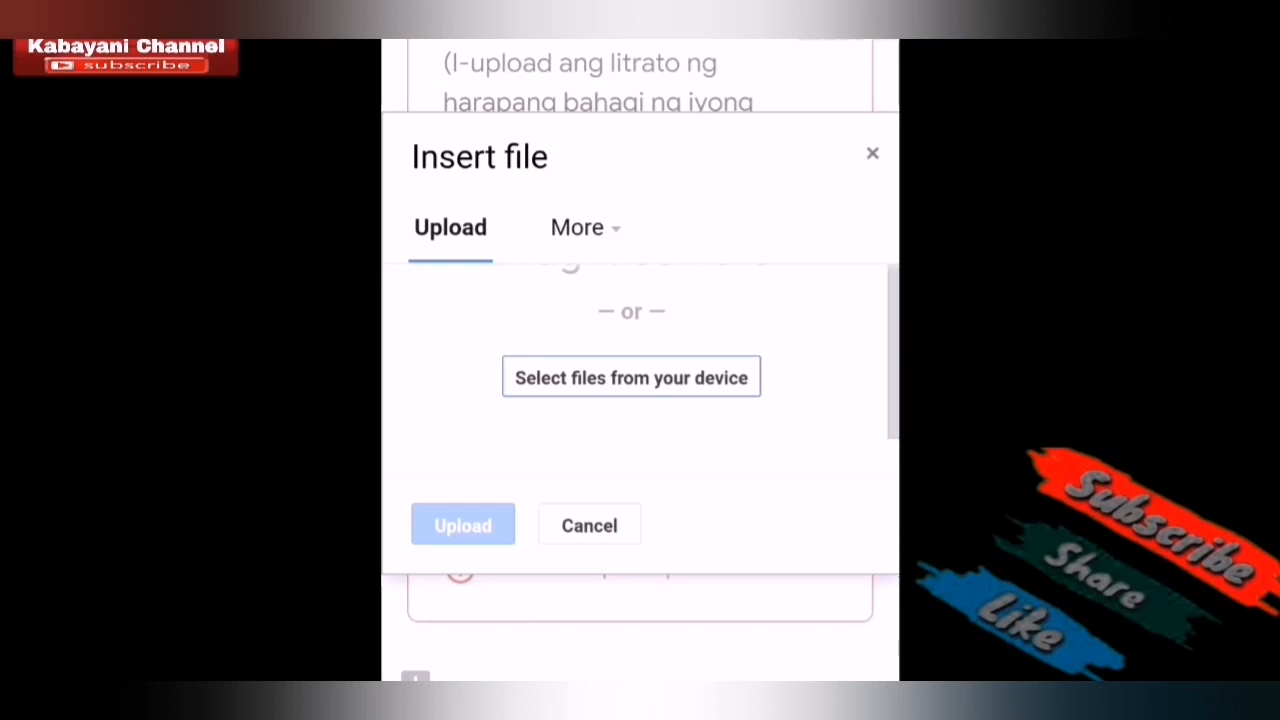 Kabayani Channel
subscribe
(I-upload ang litrato ng
harapang bahagi ng iyong
Insert file
×
Upload
More
— or —
Select files from your device
Upload
Cancel
Subscribe
Share
Like